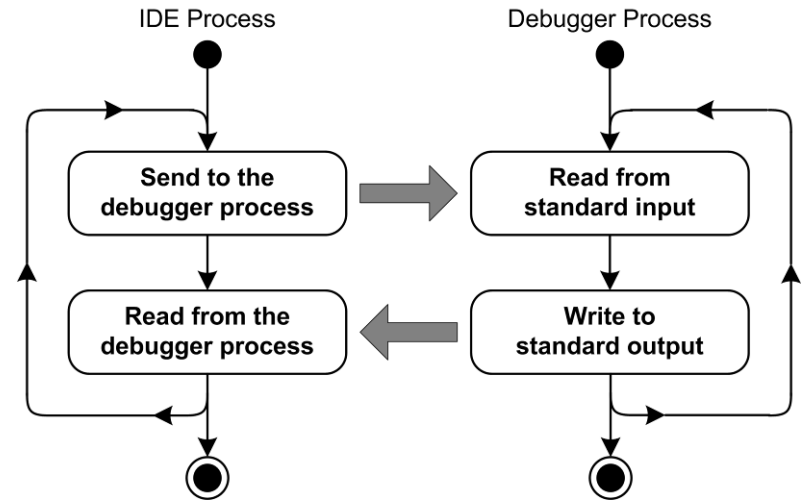 IDE Process
Debugger Process
Send to the
debugger process
Read from
standard input
Read from the
debugger process
Write to
standard output